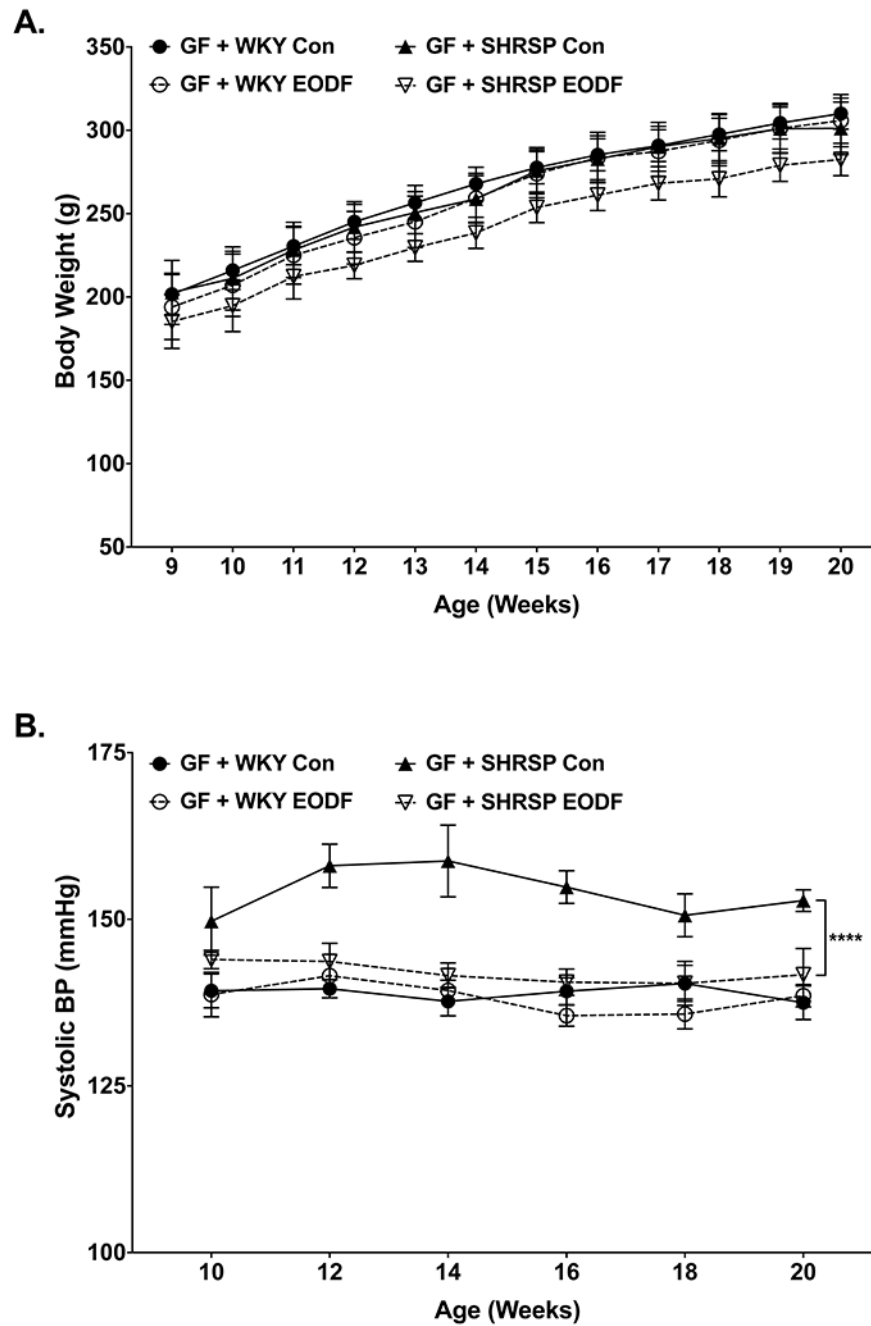 A.
GF + WKY Con GF + SHRSP Con
GF + WKY EODF GF + SHRSP EODF
350
300
250
200
150
100
50
Body Weight (g)
9 10 11 12 13 14 15 16 17 18 19 20
Age (Weeks)
B.
GF + WKY Con GF + SHRSP Con
GF + WKY EODF GF + SHRSP EODF
175
150
125
100
Systolic BP (mmHg)
****
10 12 14 16 18 20
Age (Weeks)